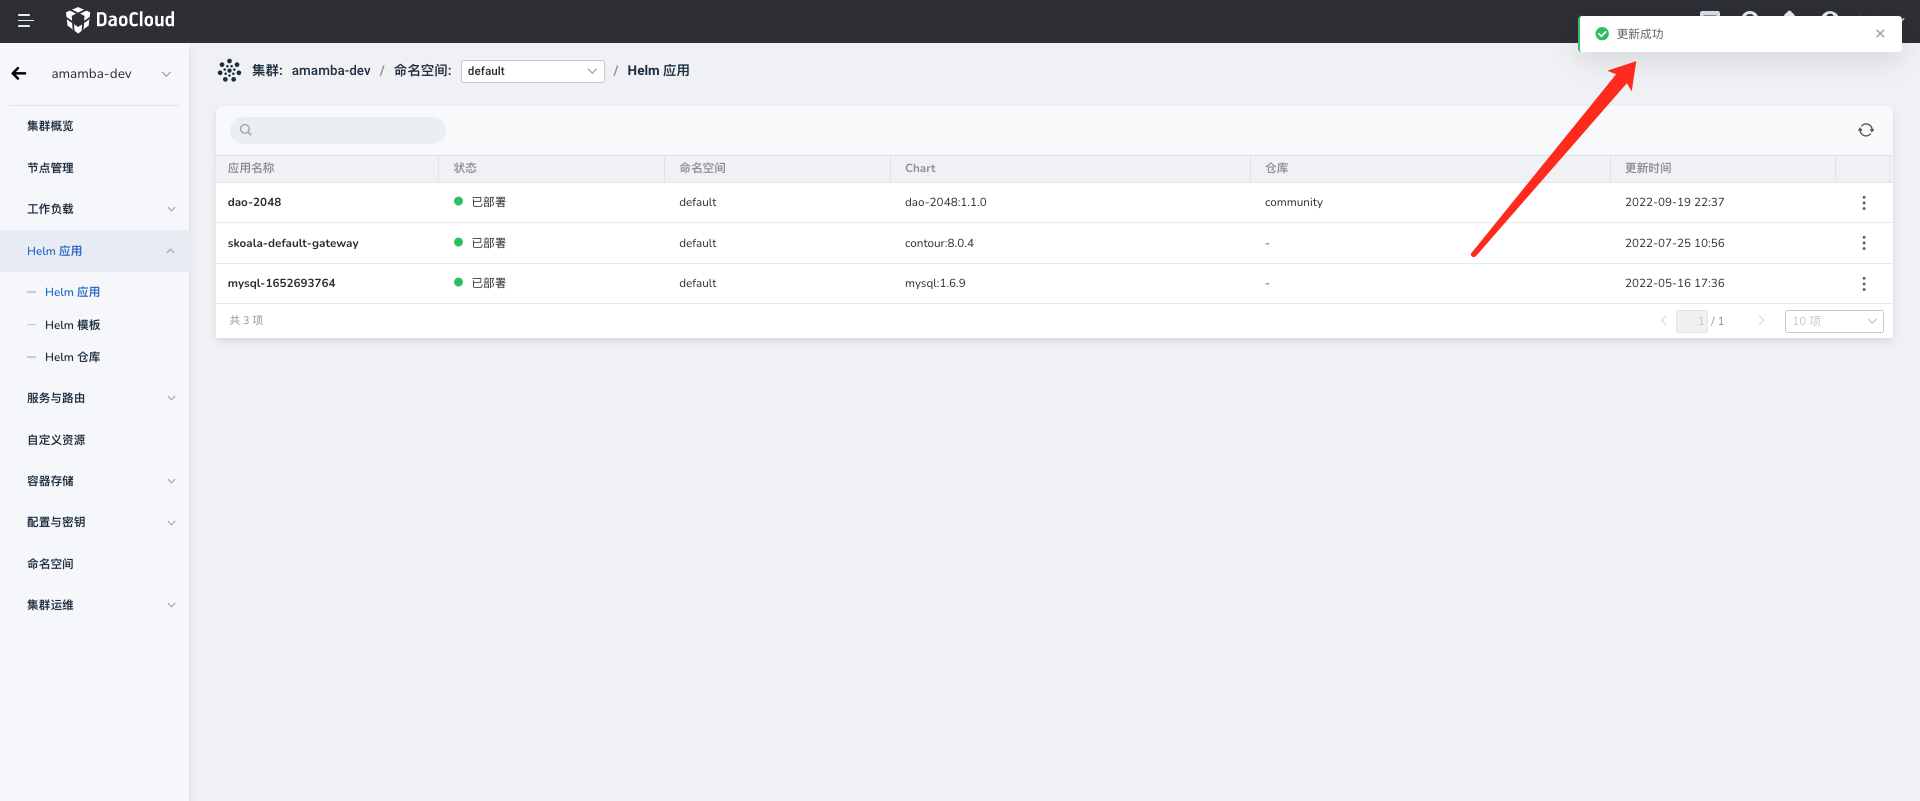 DaoCloud
更新成功
amamba-dev
集群: amamba-dev / 命名空间: default / Helm 应用
集群概览
节点管理
工作负载
Helm 应用
Helm 应用
Helm 模板
Helm 仓库
服务与路由
自定义资源
容器存储
配置与密钥
命名空间
集群运维
应用名称 状态 命名空间 Chart 仓库 更新时间
dao-2048 已部署 default dao-2048:1.1.0 community 2022-09-19 22:37
skoala-default-gateway 已部署 default contour:8.0.4 - 2022-07-25 10:56
mysql-1652693764 已部署 default mysql:1.6.9 - 2022-05-16 17:36
共 3 项 1 / 1 10 项